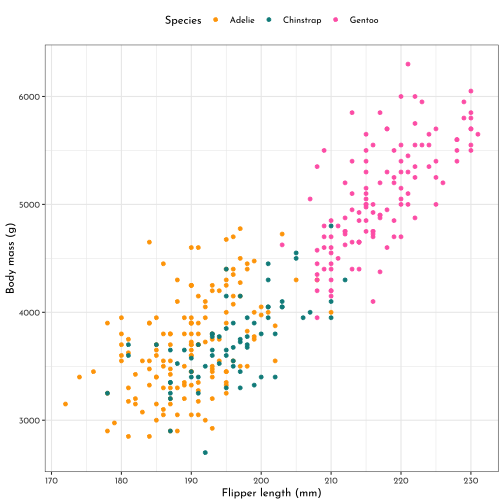 Species Adelie Chinstrap Gentoo
6000
5000
4000
3000
Body mass (g)
170 180 190 200 210 220 230
Flipper length (mm)